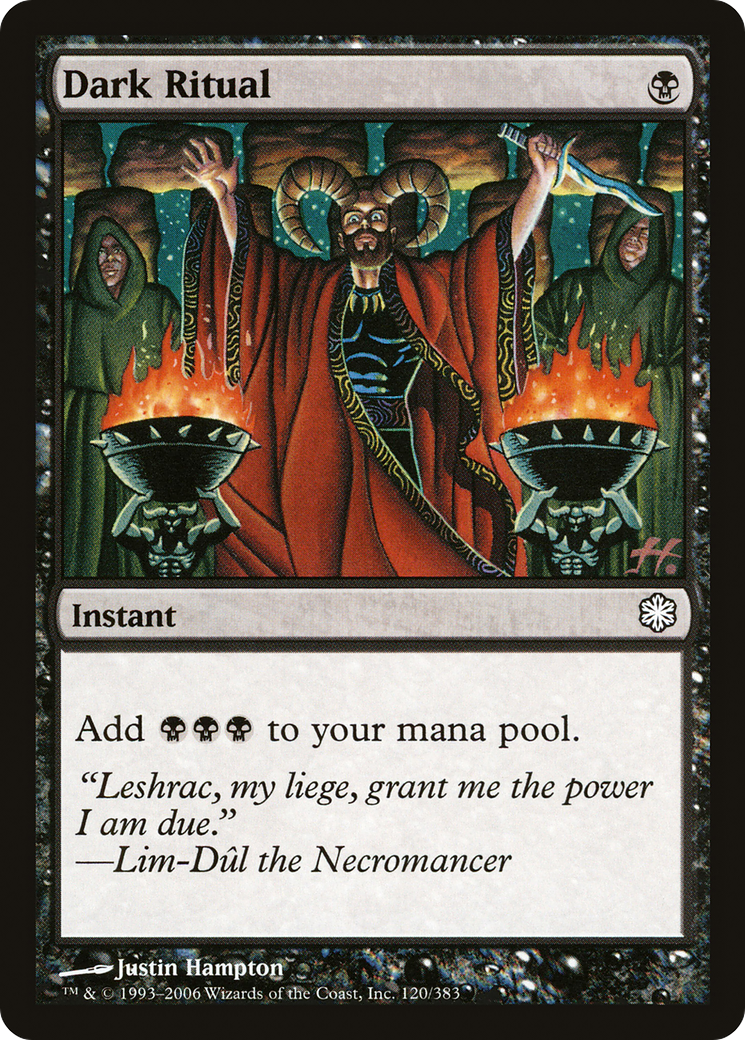 Dark Ritual
Instant
Add to your mana pool.
“Leshrac, my liege, grant me the power
I am due.”
—Lim-Dûl the Necromancer
Justin Hampton
™ & © 1993–2006 Wizards of the Coast, Inc. 120/383
H.